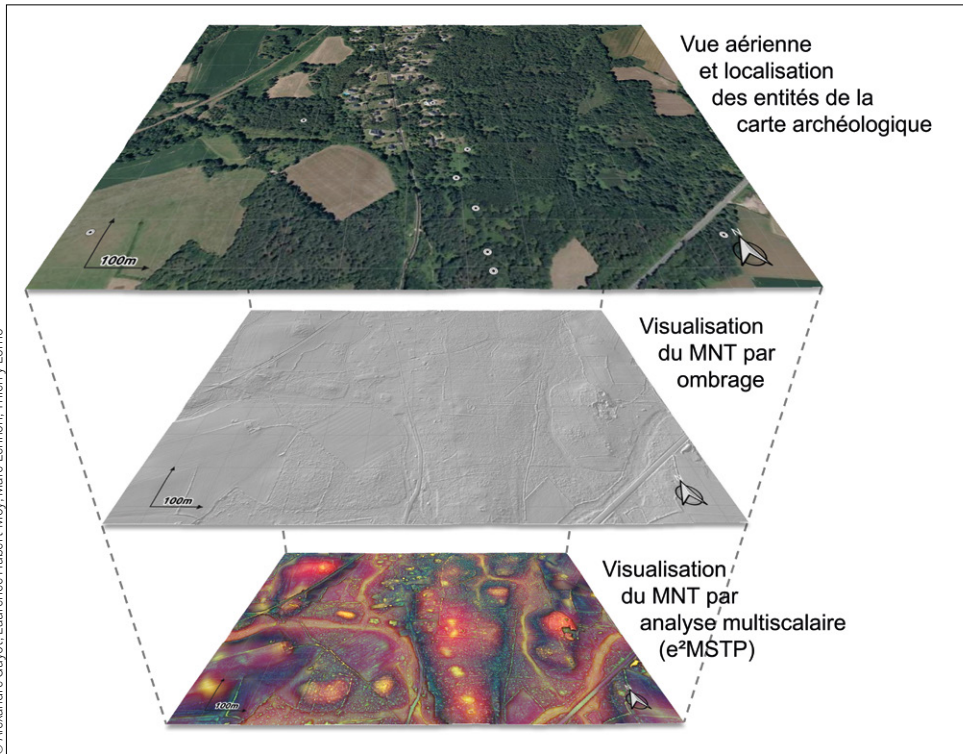 Vue aérienne
et localisation
des entités de la
carte archéologique
N
100m
Visualisation
du MNT par
ombrage
100m
Visualisation
du MNT par
analyse multiscalaire
(e²MSTP)
100m